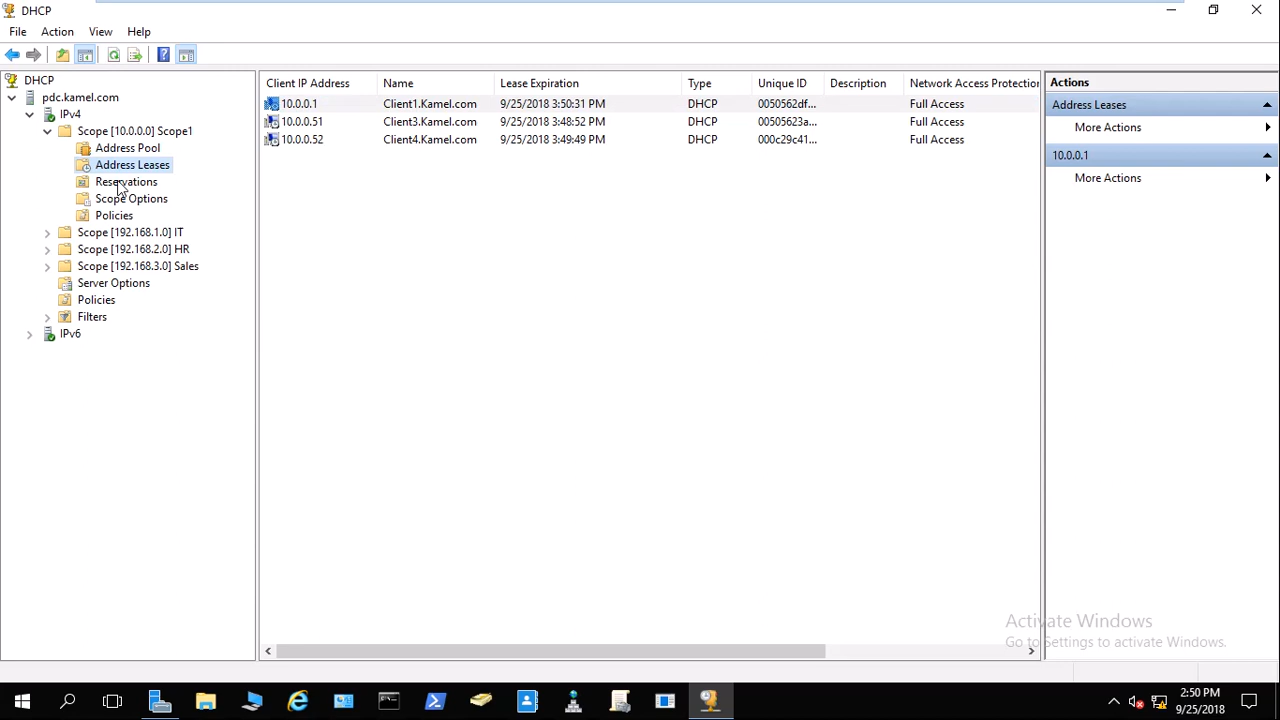 DHCP
File Action View Help
DHCP
pdc.kamel.com
IPv4
Scope [10.0.0.0] Scope1
Address Pool
Address Leases
Reservations
Scope Options
Policies
Scope [192.168.1.0] IT
Scope [192.168.2.0] HR
Scope [192.168.3.0] Sales
Server Options
Policies
Filters
IPv6
Client IP Address Name Lease Expiration Type Unique ID Description Network Access Protection
10.0.0.1 Client1.Kamel.com 9/25/2018 3:50:31 PM DHCP 0050562df... Full Access
10.0.0.51 Client3.Kamel.com 9/25/2018 3:48:52 PM DHCP 00505623a... Full Access
10.0.0.52 Client4.Kamel.com 9/25/2018 3:49:49 PM DHCP 000c29c41... Full Access
Actions
Address Leases
More Actions
10.0.0.1
More Actions
Activate Windows
Go to Settings to activate Windows.
2:50 PM
9/25/2018